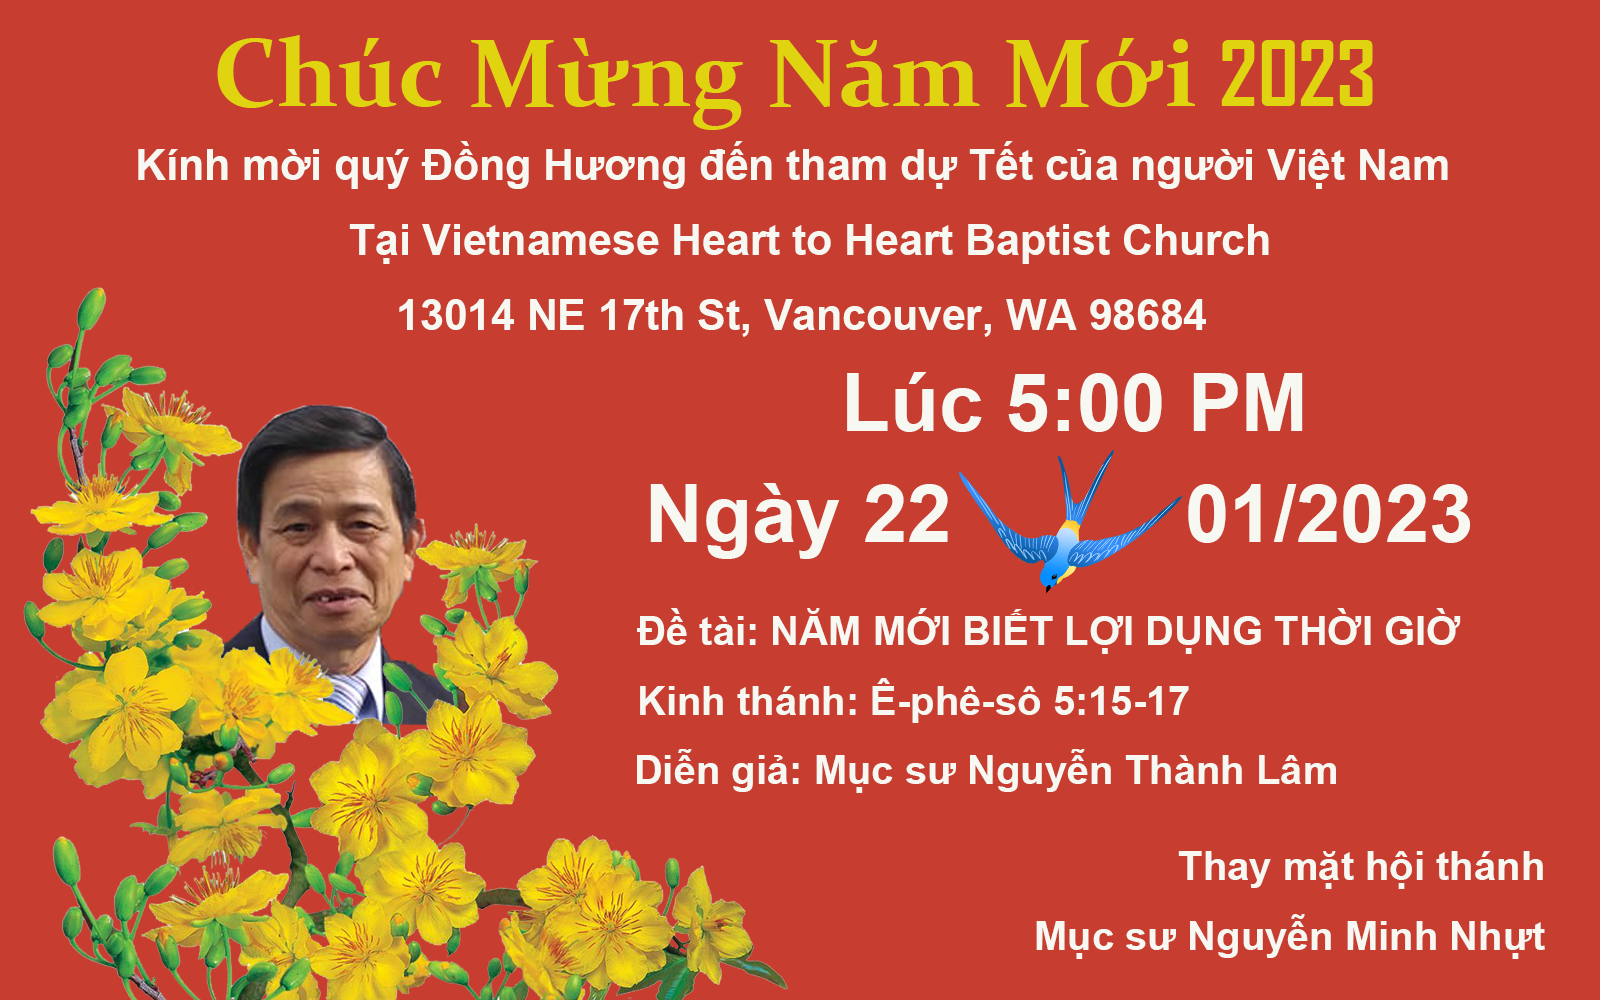 Chúc Mừng Năm Mới 2023
Kính mời quý Đồng Hương đến tham dự Tết của người Việt Nam
Tại Vietnamese Heart to Heart Baptist Church
13014 NE 17th St, Vancouver, WA 98684
Lúc 5:00 PM
Ngày 22 01/2023
Đề tài: NĂM MỚI BIẾT LỢI DỤNG THỜI GIỜ
Kinh thánh: Ê-phê-sô 5:15-17
Diễn giả: Mục sư Nguyễn Thành Lâm
Thay mặt hội thánh
Mục sư Nguyễn Minh Nhựt